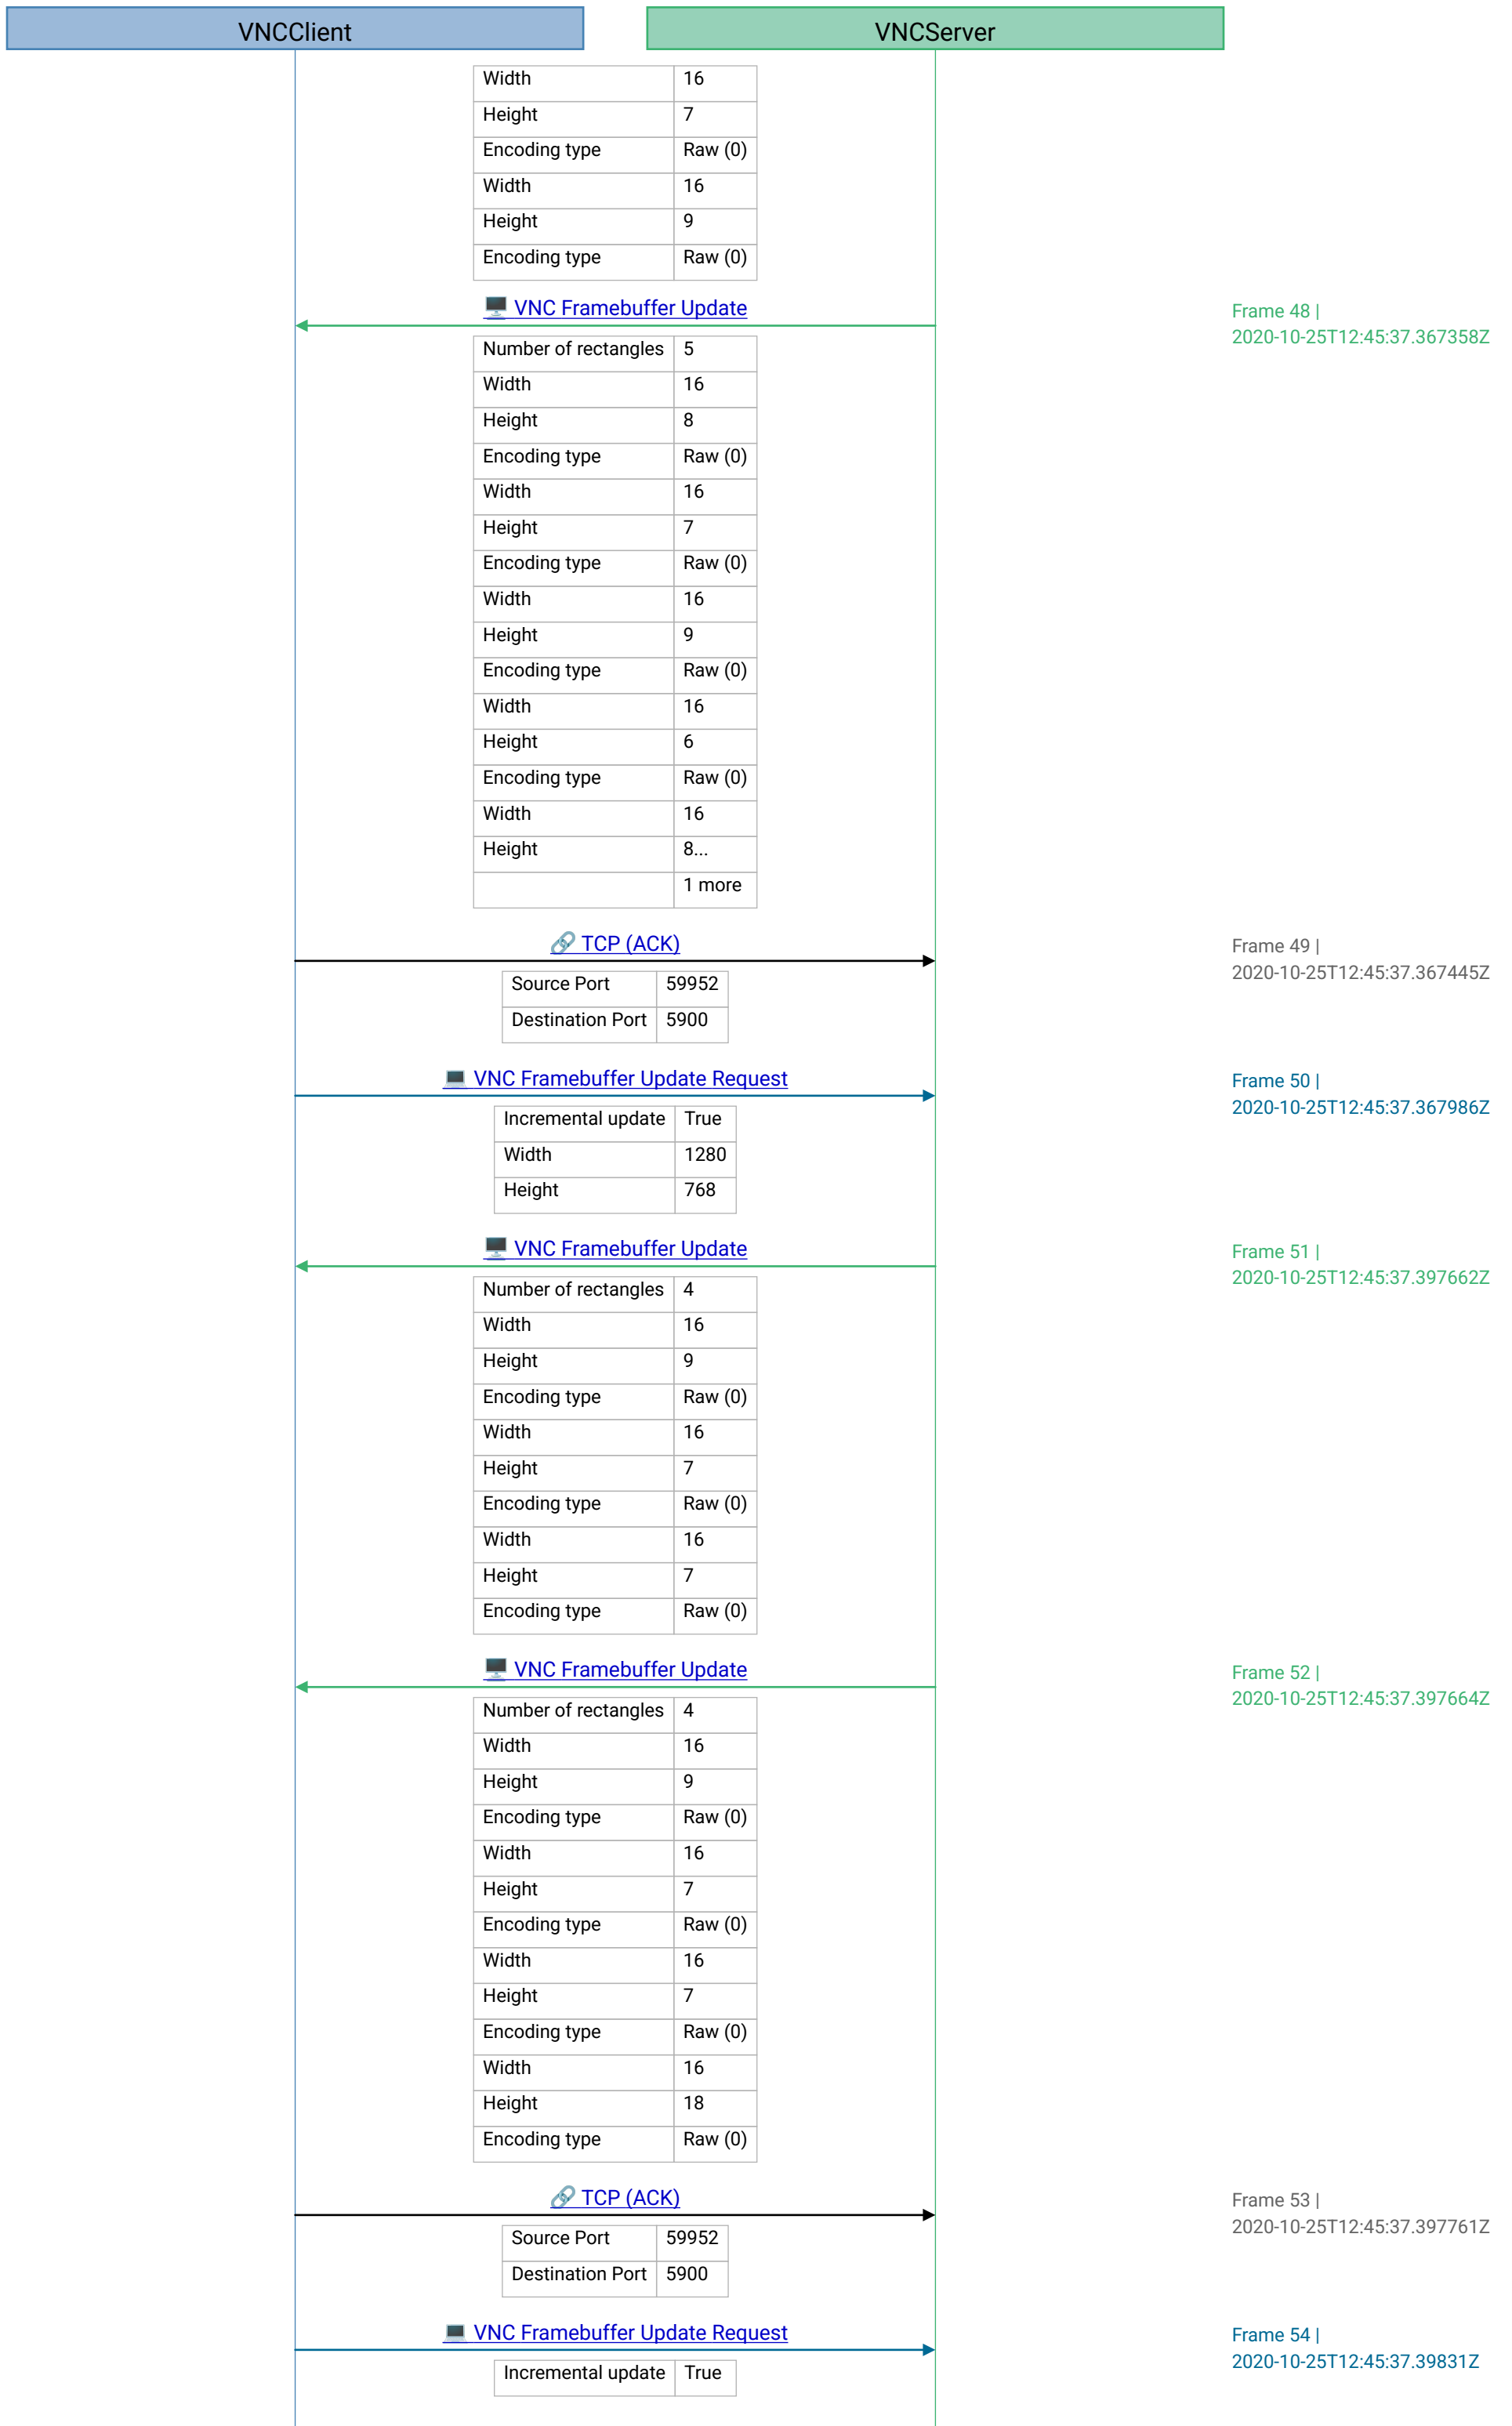 VNCClient VNCServer
Width 16
Height 7
Encoding type Raw (0)
Width 16
Height 9
Encoding type Raw (0)
VNC Framebuffer Update Frame 48 |
2020-10-25T12:45:37.367358Z
Number of rectangles 5
Width 16
Height 8
Encoding type Raw (0)
Width 16
Height 7
Encoding type Raw (0)
Width 16
Height 9
Encoding type Raw (0)
Width 16
Height 6
Encoding type Raw (0)
Width 16
Height 8...
1 more
TCP (ACK) Frame 49 |
2020-10-25T12:45:37.367445Z
Source Port 59952
Destination Port 5900
VNC Framebuffer Update Request Frame 50 |
2020-10-25T12:45:37.367986Z
Incremental update True
Width 1280
Height 768
VNC Framebuffer Update Frame 51 |
2020-10-25T12:45:37.397662Z
Number of rectangles 4
Width 16
Height 9
Encoding type Raw (0)
Width 16
Height 7
Encoding type Raw (0)
Width 16
Height 7
Encoding type Raw (0)
VNC Framebuffer Update Frame 52 |
2020-10-25T12:45:37.397664Z
Number of rectangles 4
Width 16
Height 9
Encoding type Raw (0)
Width 16
Height 7
Encoding type Raw (0)
Width 16
Height 7
Encoding type Raw (0)
Width 16
Height 18
Encoding type Raw (0)
TCP (ACK) Frame 53 |
2020-10-25T12:45:37.397761Z
Source Port 59952
Destination Port 5900
VNC Framebuffer Update Request Frame 54 |
2020-10-25T12:45:37.39831Z
Incremental update True